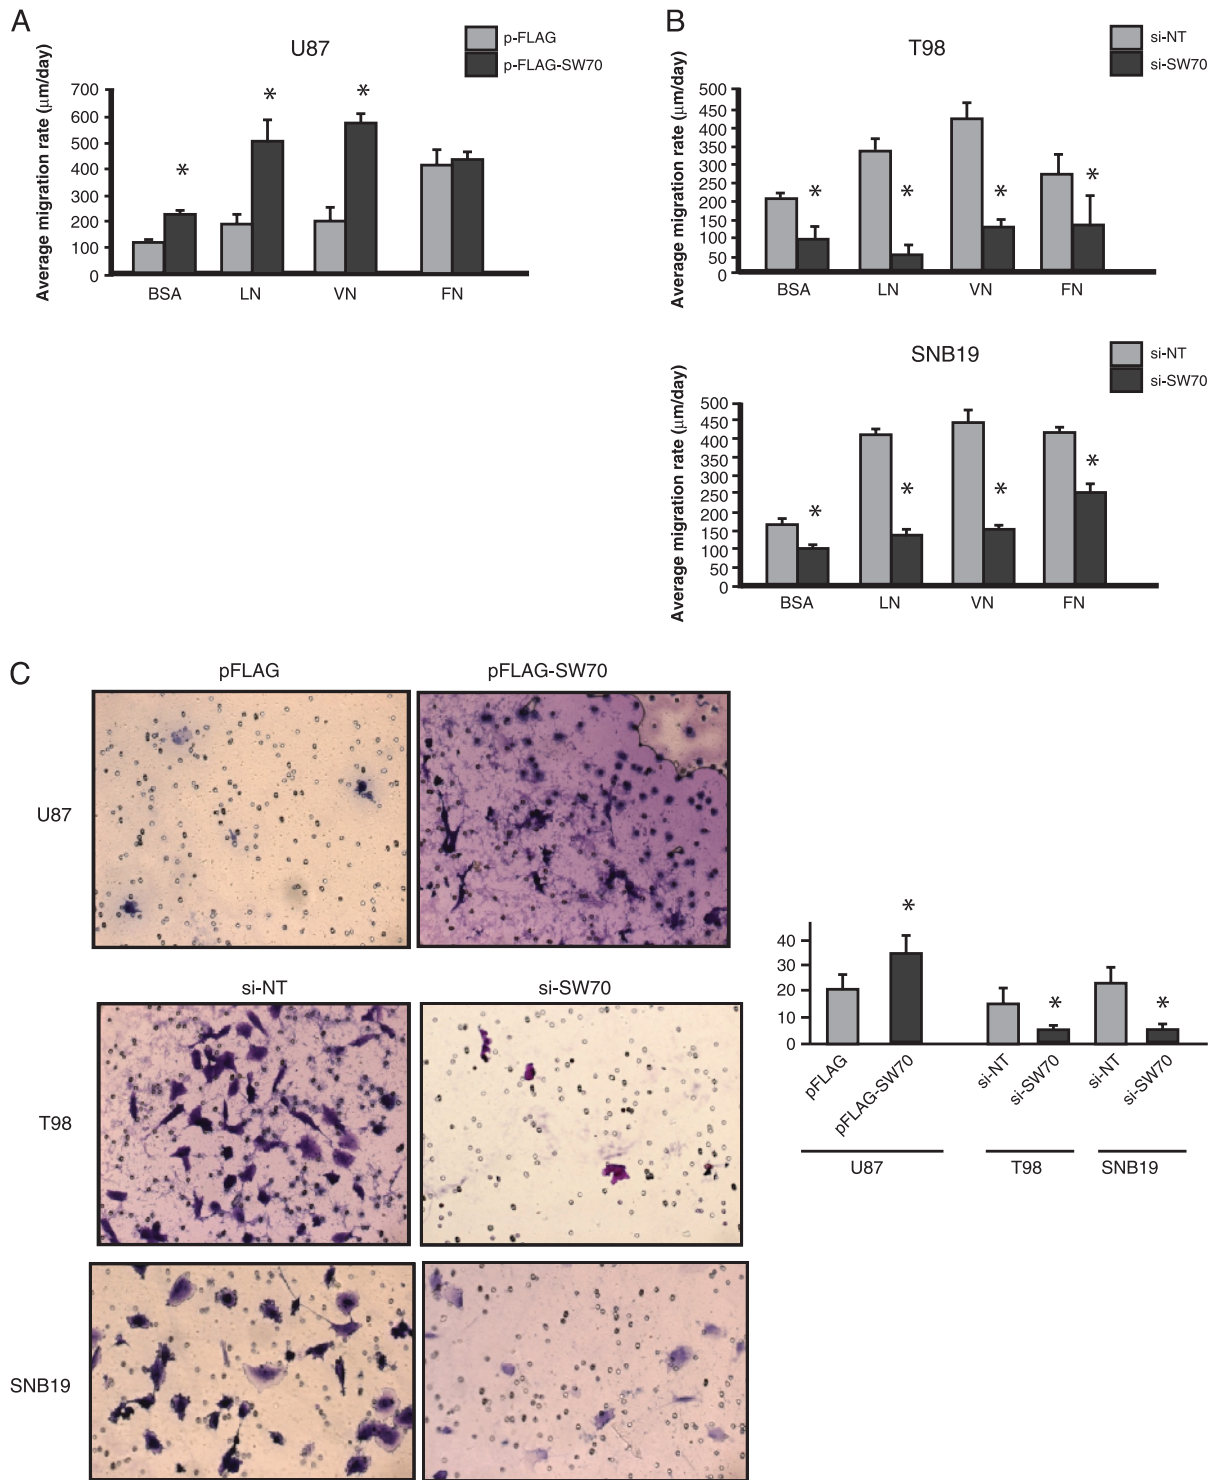 A
U87
p-FLAG
p-FLAG-SW70
Average migration rate (μm/day)
700
600
500
400
300
200
100
0
*
*
*
BSA LN VN FN
B
T98
si-NT
si-SW70
Average migration rate (μm/day)
500
450
400
350
300
250
200
150
100
50
0
*
*
*
*
BSA LN VN FN
SNB19
si-NT
si-SW70
Average migration rate (μm/day)
500
450
400
350
300
250
200
150
100
50
0
*
*
*
*
BSA LN VN FN
C
pFLAG pFLAG-SW70
U87
si-NT si-SW70
T98
SNB19
40
30
20
10
0
*
*
*
pFLAG
pFLAG-SW70
si-NT
si-SW70
si-NT
si-SW70
U87 T98 SNB19